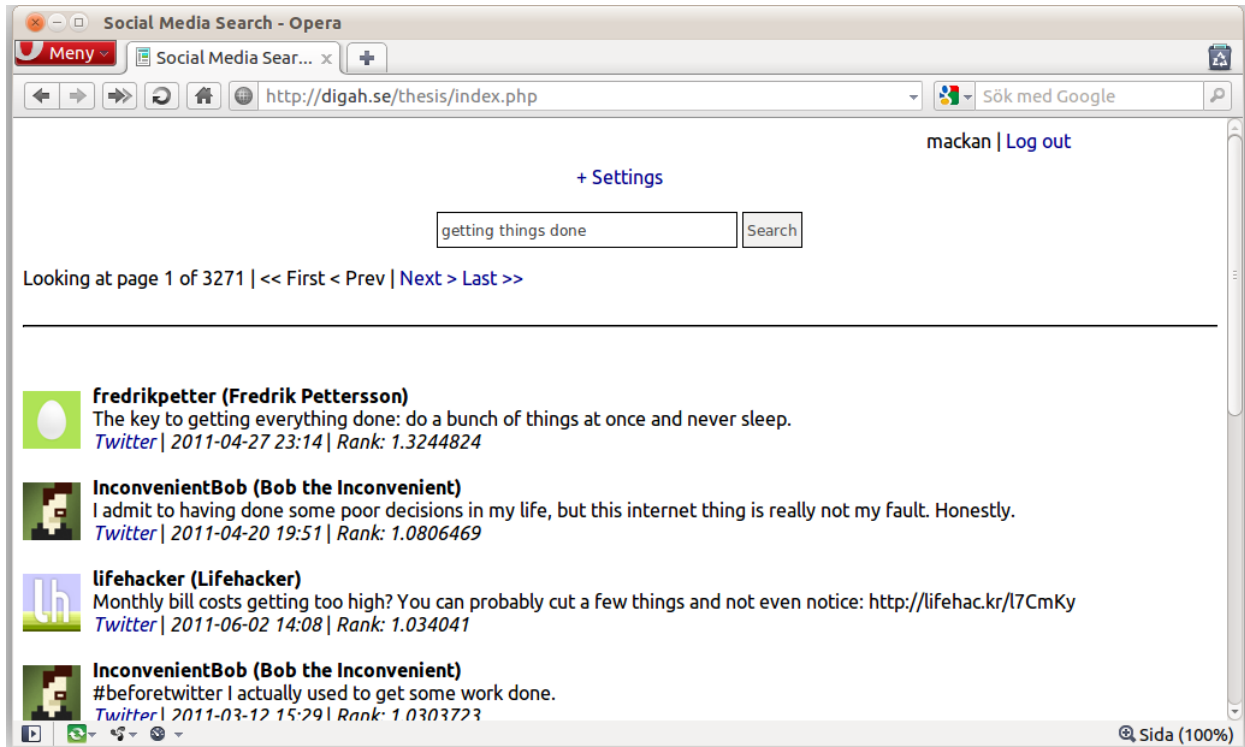 Social Media Search - Opera
Meny Social Media Sear...
http://digah.se/thesis/index.php Sök med Google
mackan | Log out
+ Settings
getting things done Search
Looking at page 1 of 3271 | << First < Prev | Next > Last >>
fredrikpetter (Fredrik Pettersson)
The key to getting everything done: do a bunch of things at once and never sleep.
Twitter | 2011-04-27 23:14 | Rank: 1.3244824
InconvenientBob (Bob the Inconvenient)
I admit to having done some poor decisions in my life, but this internet thing is really not my fault. Honestly.
Twitter | 2011-04-20 19:51 | Rank: 1.0806469
lh
lifehacker (Lifehacker)
Monthly bill costs getting too high? You can probably cut a few things and not even notice: http://lifehac.kr/l7CmKy
Twitter | 2011-06-02 14:08 | Rank: 1.034041
InconvenientBob (Bob the Inconvenient)
#beforetwitter I actually used to get some work done.
Twitter | 2011-03-12 15:29 | Rank: 1.0303723
Sida (100%)